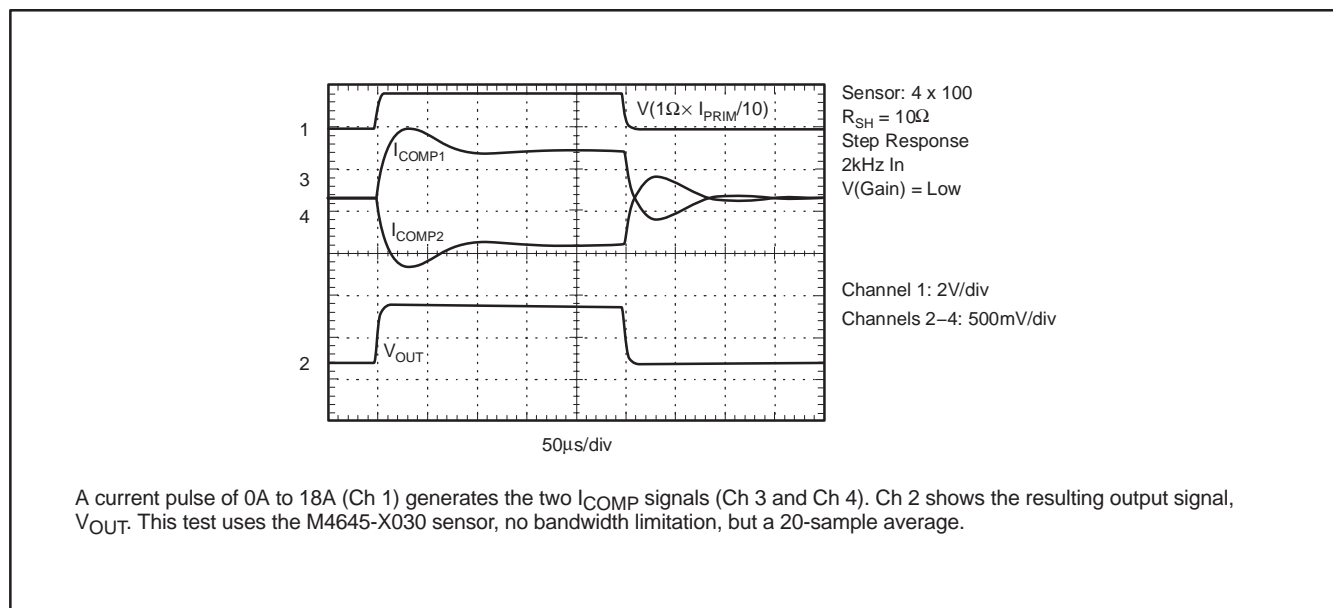 V(1Ω× I_PRIM/10)
1
I_COMP1
3
4
I_COMP2
V_OUT
2
50μs/div
Sensor: 4 x 100
R_SH = 10Ω
Step Response
2kHz In
V(Gain) = Low
Channel 1: 2V/div
Channels 2−4: 500mV/div
A current pulse of 0A to 18A (Ch 1) generates the two I_COMP signals (Ch 3 and Ch 4). Ch 2 shows the resulting output signal,
V_OUT. This test uses the M4645-X030 sensor, no bandwidth limitation, but a 20-sample average.